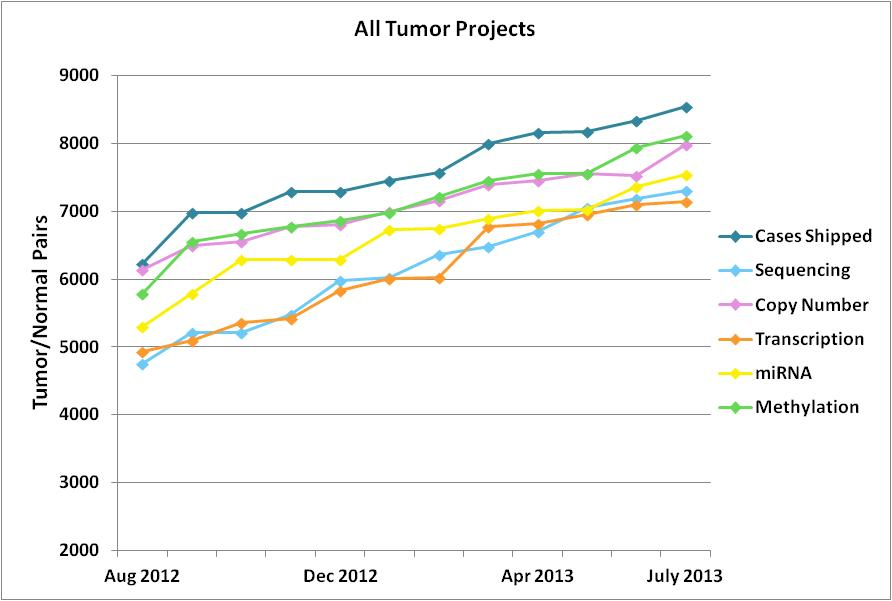 All Tumor Projects
9000
8000
7000
6000
5000
4000
3000
2000
Tumor/Normal Pairs
Aug 2012
Dec 2012
Apr 2013
July 2013
Cases Shipped
Sequencing
Copy Number
Transcription
miRNA
Methylation